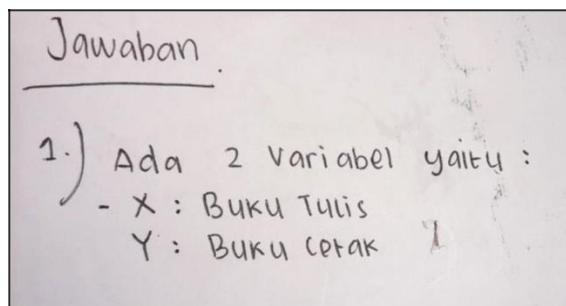 Jawaban
1.) Ada 2 Variabel yaitu :
- X : Buku Tulis
Y : Buku Cetak